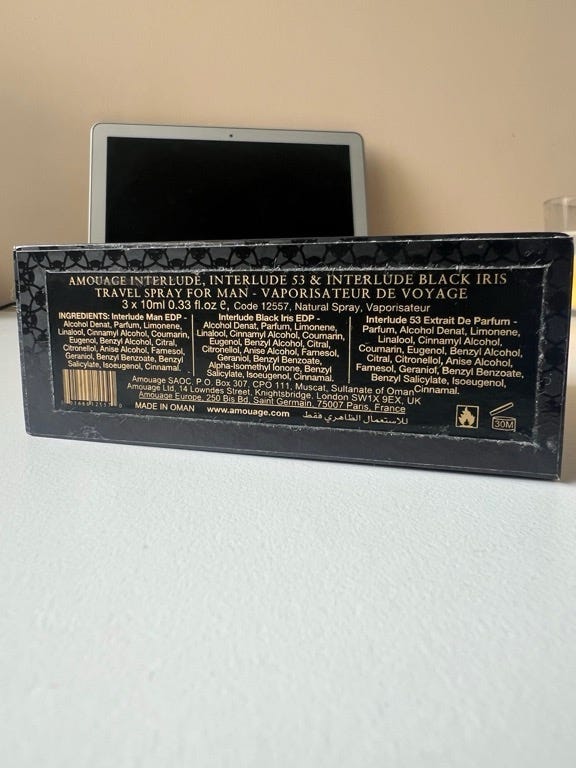 AMOUAGE INTERLUDE, INTERLUDE 53 & INTERLUDE BLACK IRIS
TRAVEL SPRAY FOR MAN - VAPORISATEUR DE VOYAGE
3 x 10ml 0.33 fl.oz ℮, Code 12557, Natural Spray, Vaporisateur
INGREDIENTS: Interlude Man EDP -
Alcohol Denat, Parfum, Limonene,
Linalool, Cinnamyl Alcohol, Coumarin,
Eugenol, Benzyl Alcohol, Citral,
Citronellol, Anise Alcohol, Farnesol,
Geraniol, Benzyl Benzoate, Benzyl
Salicylate, Isoeugenol, Cinnamal.
Interlude Black Iris EDP -
Alcohol Denat, Parfum, Limonene,
Linalool, Cinnamyl Alcohol, Coumarin,
Eugenol, Benzyl Alcohol, Citral,
Citronellol, Anise Alcohol, Farnesol,
Geraniol, Benzyl Benzoate,
Alpha-Isomethyl Ionone, Benzyl
Salicylate, Isoeugenol, Cinnamal.
Interlude 53 Extrait De Parfum -
Parfum, Alcohol Denat, Limonene,
Linalool, Cinnamyl Alcohol,
Coumarin, Eugenol, Benzyl Alcohol,
Citral, Citronellol, Anise Alcohol,
Farnesol, Geraniol, Benzyl Benzoate,
Benzyl Salicylate, Isoeugenol,
Cinnamal.
Amouage SAOC, P.O. Box 307, CPO 111, Muscat, Sultanate of Oman
Amouage Ltd, 14 Lowndes Street, Knightsbridge, London SW1X 9EX, UK
Amouage Europe, 250 Bis Bd, Saint Germain, 75007 Paris, France
MADE IN OMAN www.amouage.com للاستعمال الظاهري فقط
30M